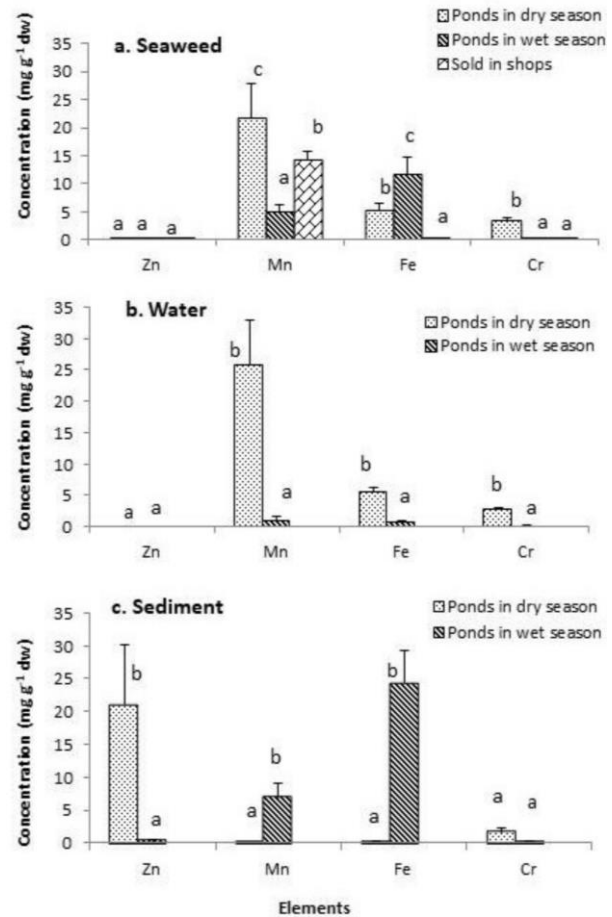 Ponds in dry season
Ponds in wet season
Sold in shops
a. Seaweed
Concentration (mg g⁻¹ dw)
35
30
25
20
15
10
5
0
a a a
c
a
b
b
c
a
b
a a
Zn Mn Fe Cr
b. Water
Ponds in dry season
Ponds in wet season
Concentration (mg g⁻¹ dw)
35
30
25
20
15
10
5
0
a a
b
a
b
a
b
a
Zn Mn Fe Cr
c. Sediment
Ponds in dry season
Ponds in wet season
Concentration (mg g⁻¹ dw)
35
30
25
20
15
10
5
0
b
a
a
b
a
b
a a
Zn Mn Fe Cr
Elements